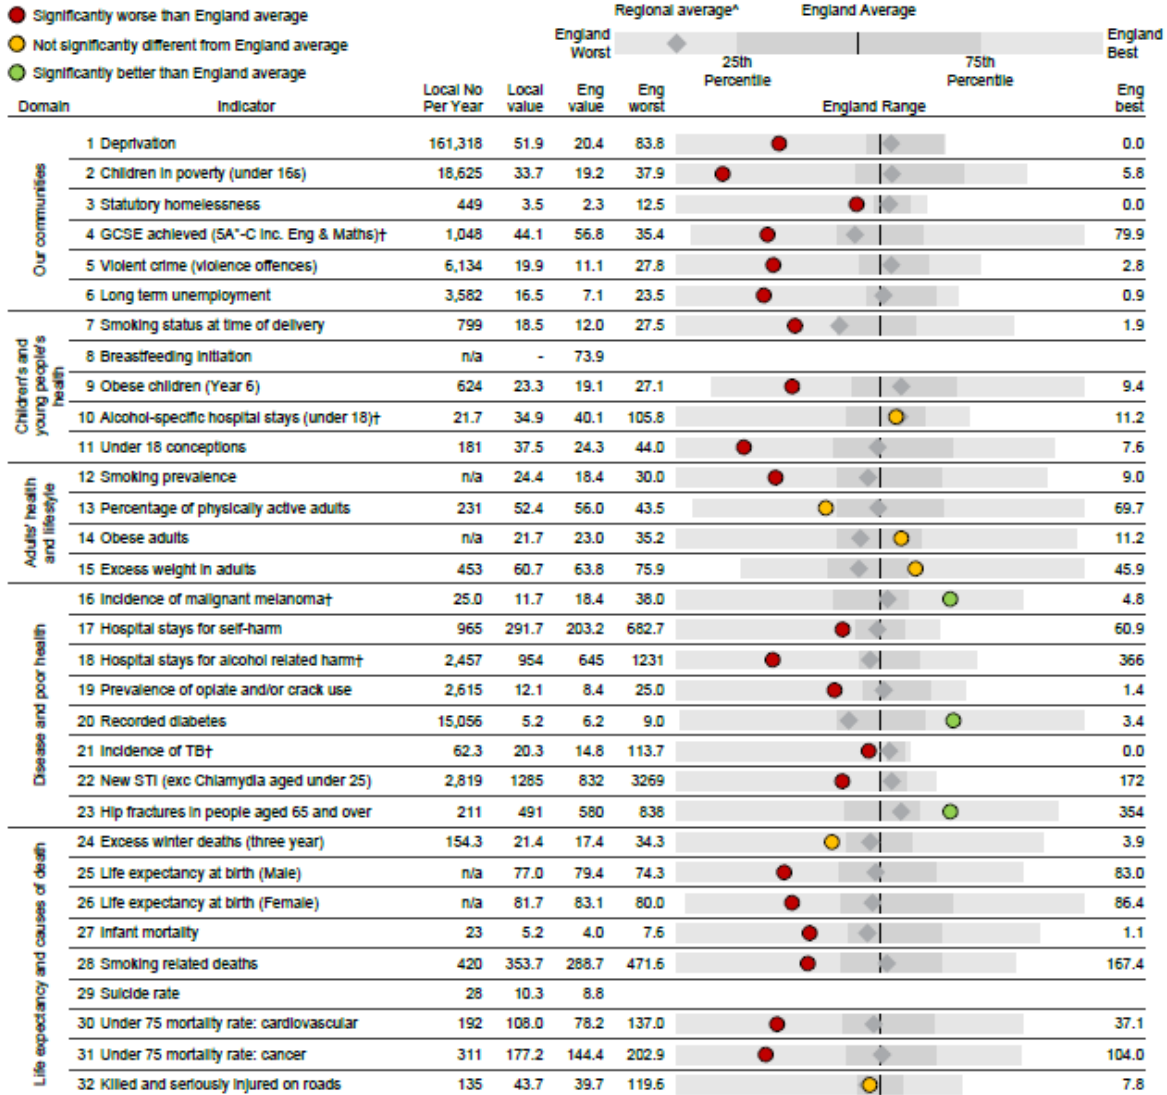 Significantly worse than England average
Not significantly different from England average
Significantly better than England average
Regional average^ England Average
England Worst
England Best
25th Percentile
75th Percentile
Domain Indicator Local No Per Year Local value Eng value Eng worst England Range Eng best
Our communities
1 Deprivation 161,318 51.9 20.4 83.8 0.0
2 Children in poverty (under 16s) 18,625 33.7 19.2 37.9 5.8
3 Statutory homelessness 449 3.5 2.3 12.5 0.0
4 GCSE achieved (5A*-C inc. Eng & Maths)† 1,048 44.1 56.8 35.4 79.9
5 Violent crime (violence offences) 6,134 19.9 11.1 27.8 2.8
6 Long term unemployment 3,582 16.5 7.1 23.5 0.9
Children's and young people's health
7 Smoking status at time of delivery 799 18.5 12.0 27.5 1.9
8 Breastfeeding initiation n/a - 73.9
9 Obese children (Year 6) 624 23.3 19.1 27.1 9.4
10 Alcohol-specific hospital stays (under 18)† 21.7 34.9 40.1 105.8 11.2
11 Under 18 conceptions 181 37.5 24.3 44.0 7.6
Adults' health and lifestyle
12 Smoking prevalence n/a 24.4 18.4 30.0 9.0
13 Percentage of physically active adults 231 52.4 56.0 43.5 69.7
14 Obese adults n/a 21.7 23.0 35.2 11.2
15 Excess weight in adults 453 60.7 63.8 75.9 45.9
Disease and poor health
16 Incidence of malignant melanoma† 25.0 11.7 18.4 38.0 4.8
17 Hospital stays for self-harm 965 291.7 203.2 682.7 60.9
18 Hospital stays for alcohol related harm† 2,457 954 645 1231 366
19 Prevalence of opiate and/or crack use 2,615 12.1 8.4 25.0 1.4
20 Recorded diabetes 15,056 5.2 6.2 9.0 3.4
21 Incidence of TB† 62.3 20.3 14.8 113.7 0.0
22 New STI (exc Chlamydia aged under 25) 2,819 1285 832 3269 172
23 Hip fractures in people aged 65 and over 211 491 580 838 354
Life expectancy and causes of death
24 Excess winter deaths (three year) 154.3 21.4 17.4 34.3 3.9
25 Life expectancy at birth (Male) n/a 77.0 79.4 74.3 83.0
26 Life expectancy at birth (Female) n/a 81.7 83.1 80.0 86.4
27 Infant mortality 23 5.2 4.0 7.6 1.1
28 Smoking related deaths 420 353.7 288.7 471.6 167.4
29 Suicide rate 28 10.3 8.8
30 Under 75 mortality rate: cardiovascular 192 108.0 78.2 137.0 37.1
31 Under 75 mortality rate: cancer 311 177.2 144.4 202.9 104.0
32 Killed and seriously injured on roads 135 43.7 39.7 119.6 7.8